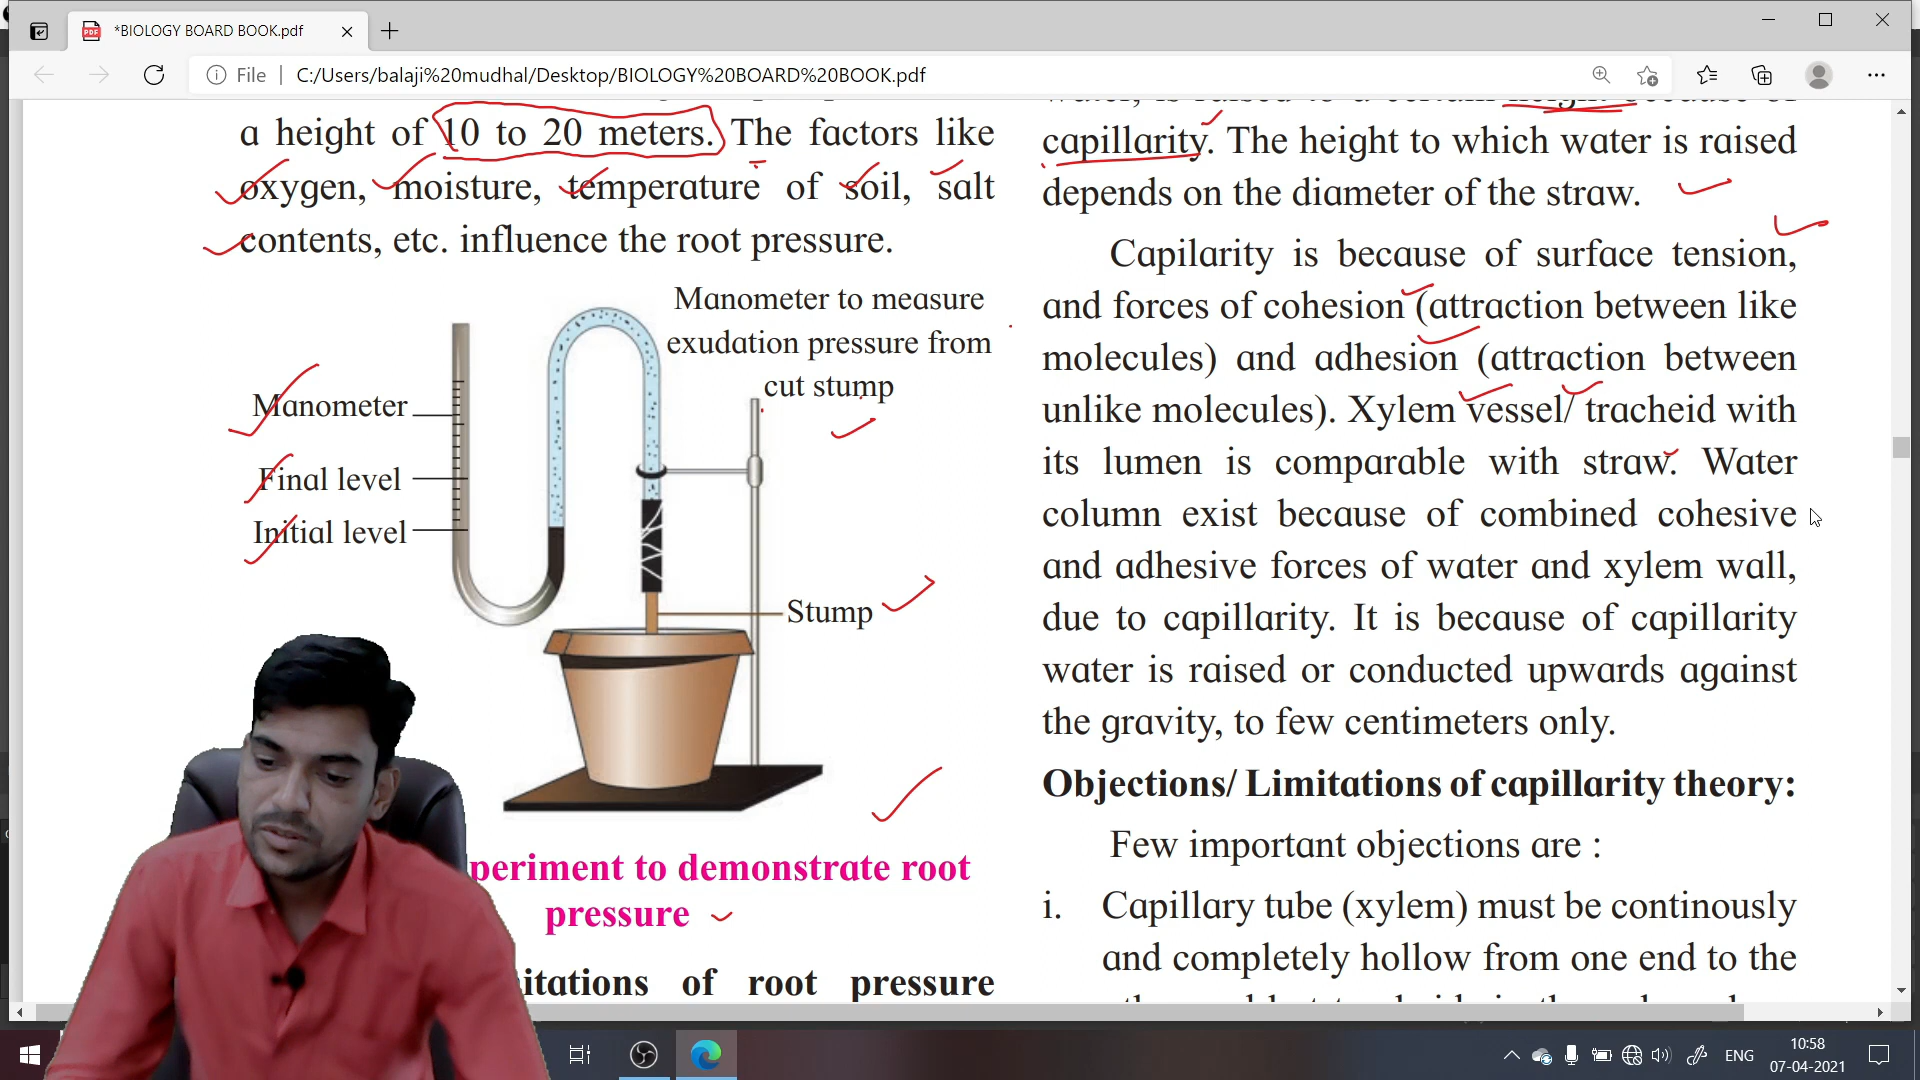 *BIOLOGY BOARD BOOK.pdf
File
C:/Users/balaji%20mudhal/Desktop/BIOLOGY%20BOARD%20BOOK.pdf
a height of 10 to 20 meters. The factors like
oxygen, moisture, temperature of soil, salt
contents, etc. influence the root pressure.
Manometer to measure
exudation pressure from
cut stump
Manometer
Final level
Initial level
Stump
periment to demonstrate root
pressure
itations of root pressure
water, is raised to a certain height because of
capillarity. The height to which water is raised
depends on the diameter of the straw.
Capilarity is because of surface tension,
and forces of cohesion (attraction between like
molecules) and adhesion (attraction between
unlike molecules). Xylem vessel/ tracheid with
its lumen is comparable with straw. Water
column exist because of combined cohesive
and adhesive forces of water and xylem wall,
due to capillarity. It is because of capillarity
water is raised or conducted upwards against
the gravity, to few centimeters only.
Objections/ Limitations of capillarity theory:
Few important objections are :
i. Capillary tube (xylem) must be continously
and completely hollow from one end to the
ENG
10:58
07-04-2021